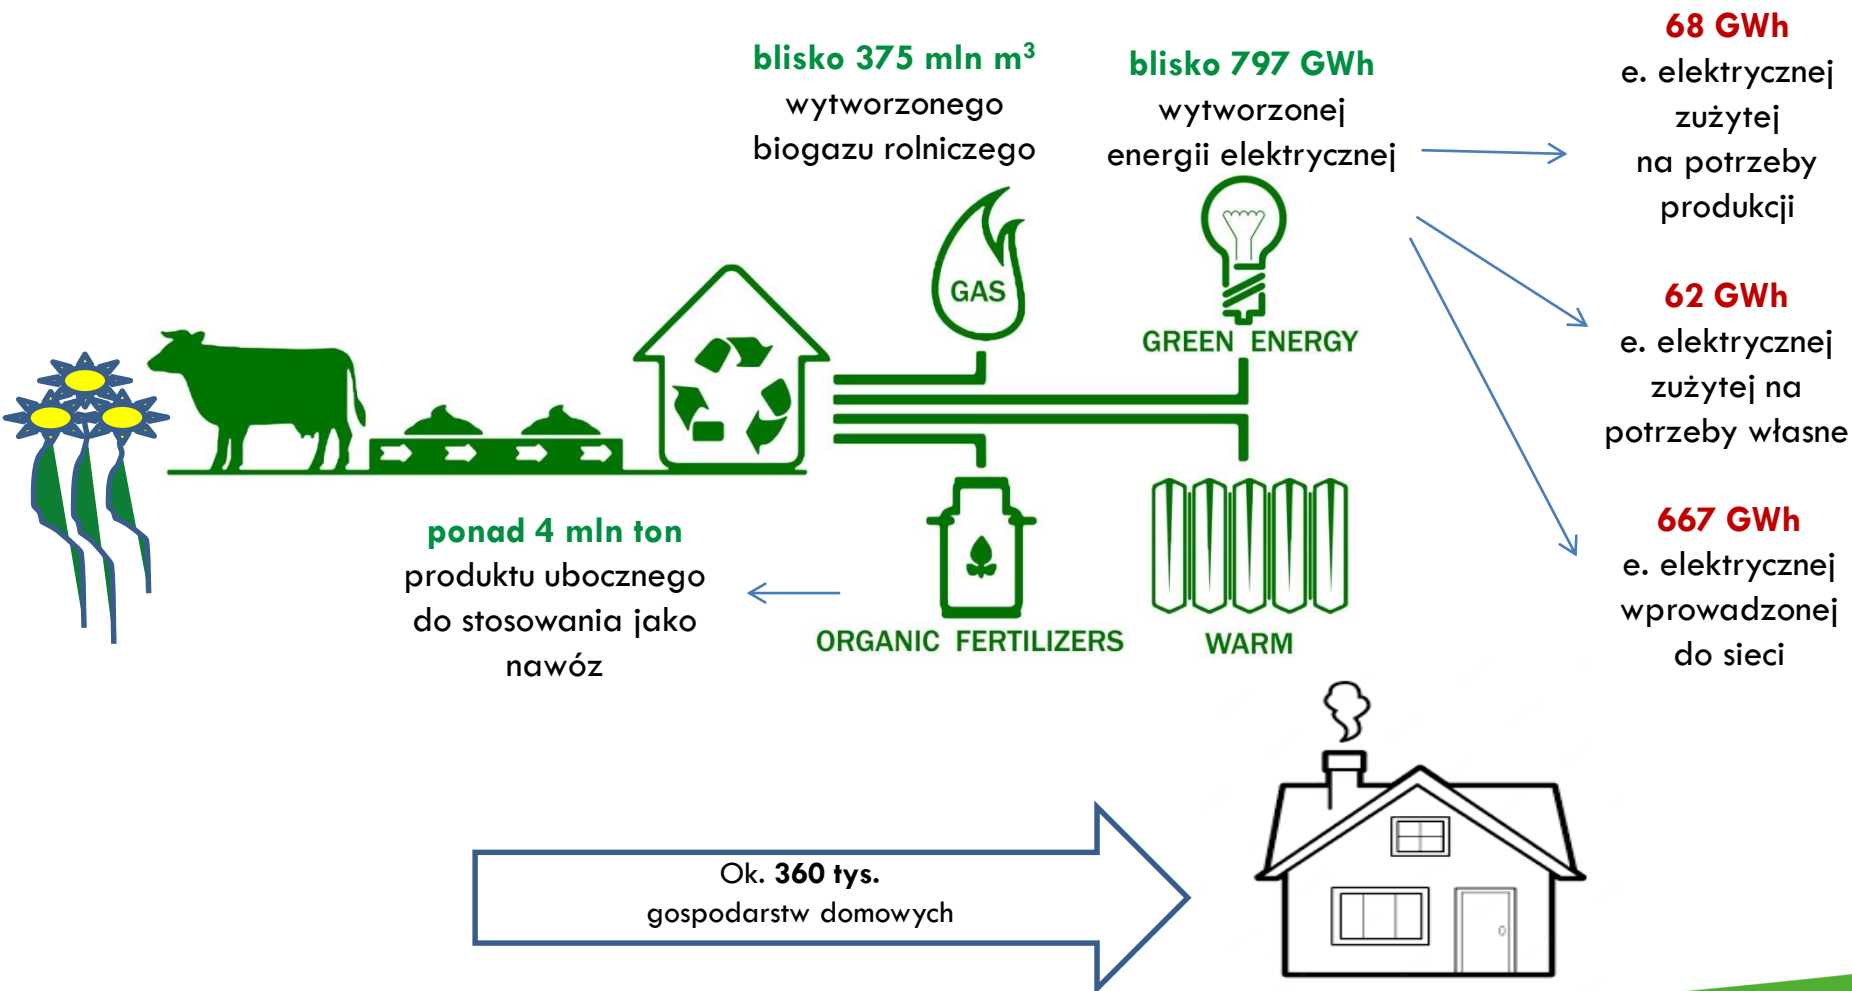 blisko 375 mln m³
wytworzonego
biogazu rolniczego
blisko 797 GWh
wytworzonej
energii elektrycznej
68 GWh
e. elektrycznej
zużytej
na potrzeby
produkcji
62 GWh
e. elektrycznej
zużytej na
potrzeby własne
667 GWh
e. elektrycznej
wprowadzonej
do sieci
GAS
GREEN ENERGY
ponad 4 mln ton
produktu ubocznego
do stosowania jako
nawóz
ORGANIC FERTILIZERS
WARM
Ok. 360 tys.
gospodarstw domowych